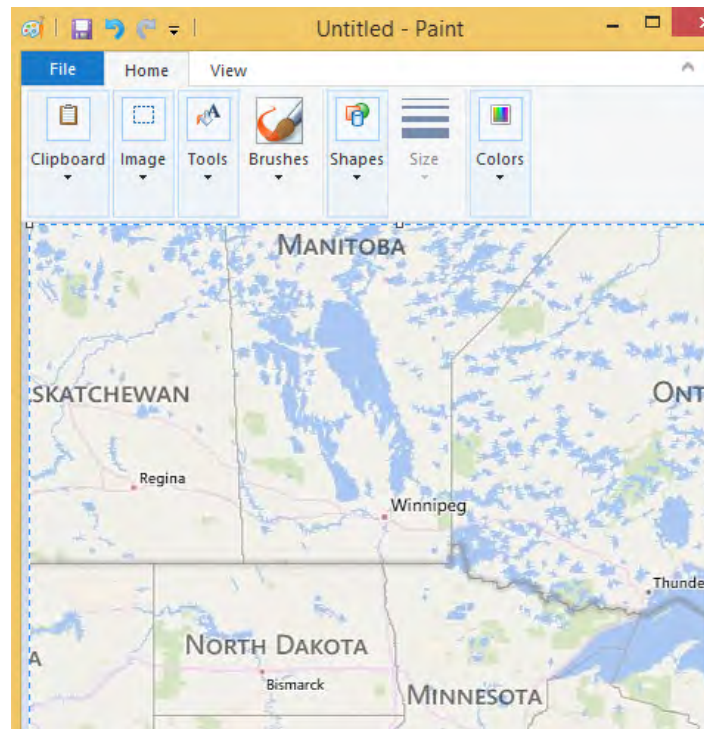 Untitled - Paint
File Home View
Clipboard Image Tools Brushes Shapes Size Colors
MANITOBA
SKATCHEWAN
ONT
Regina
Winnipeg
Thunde
NORTH DAKOTA
A
Bismarck
MINNESOTA